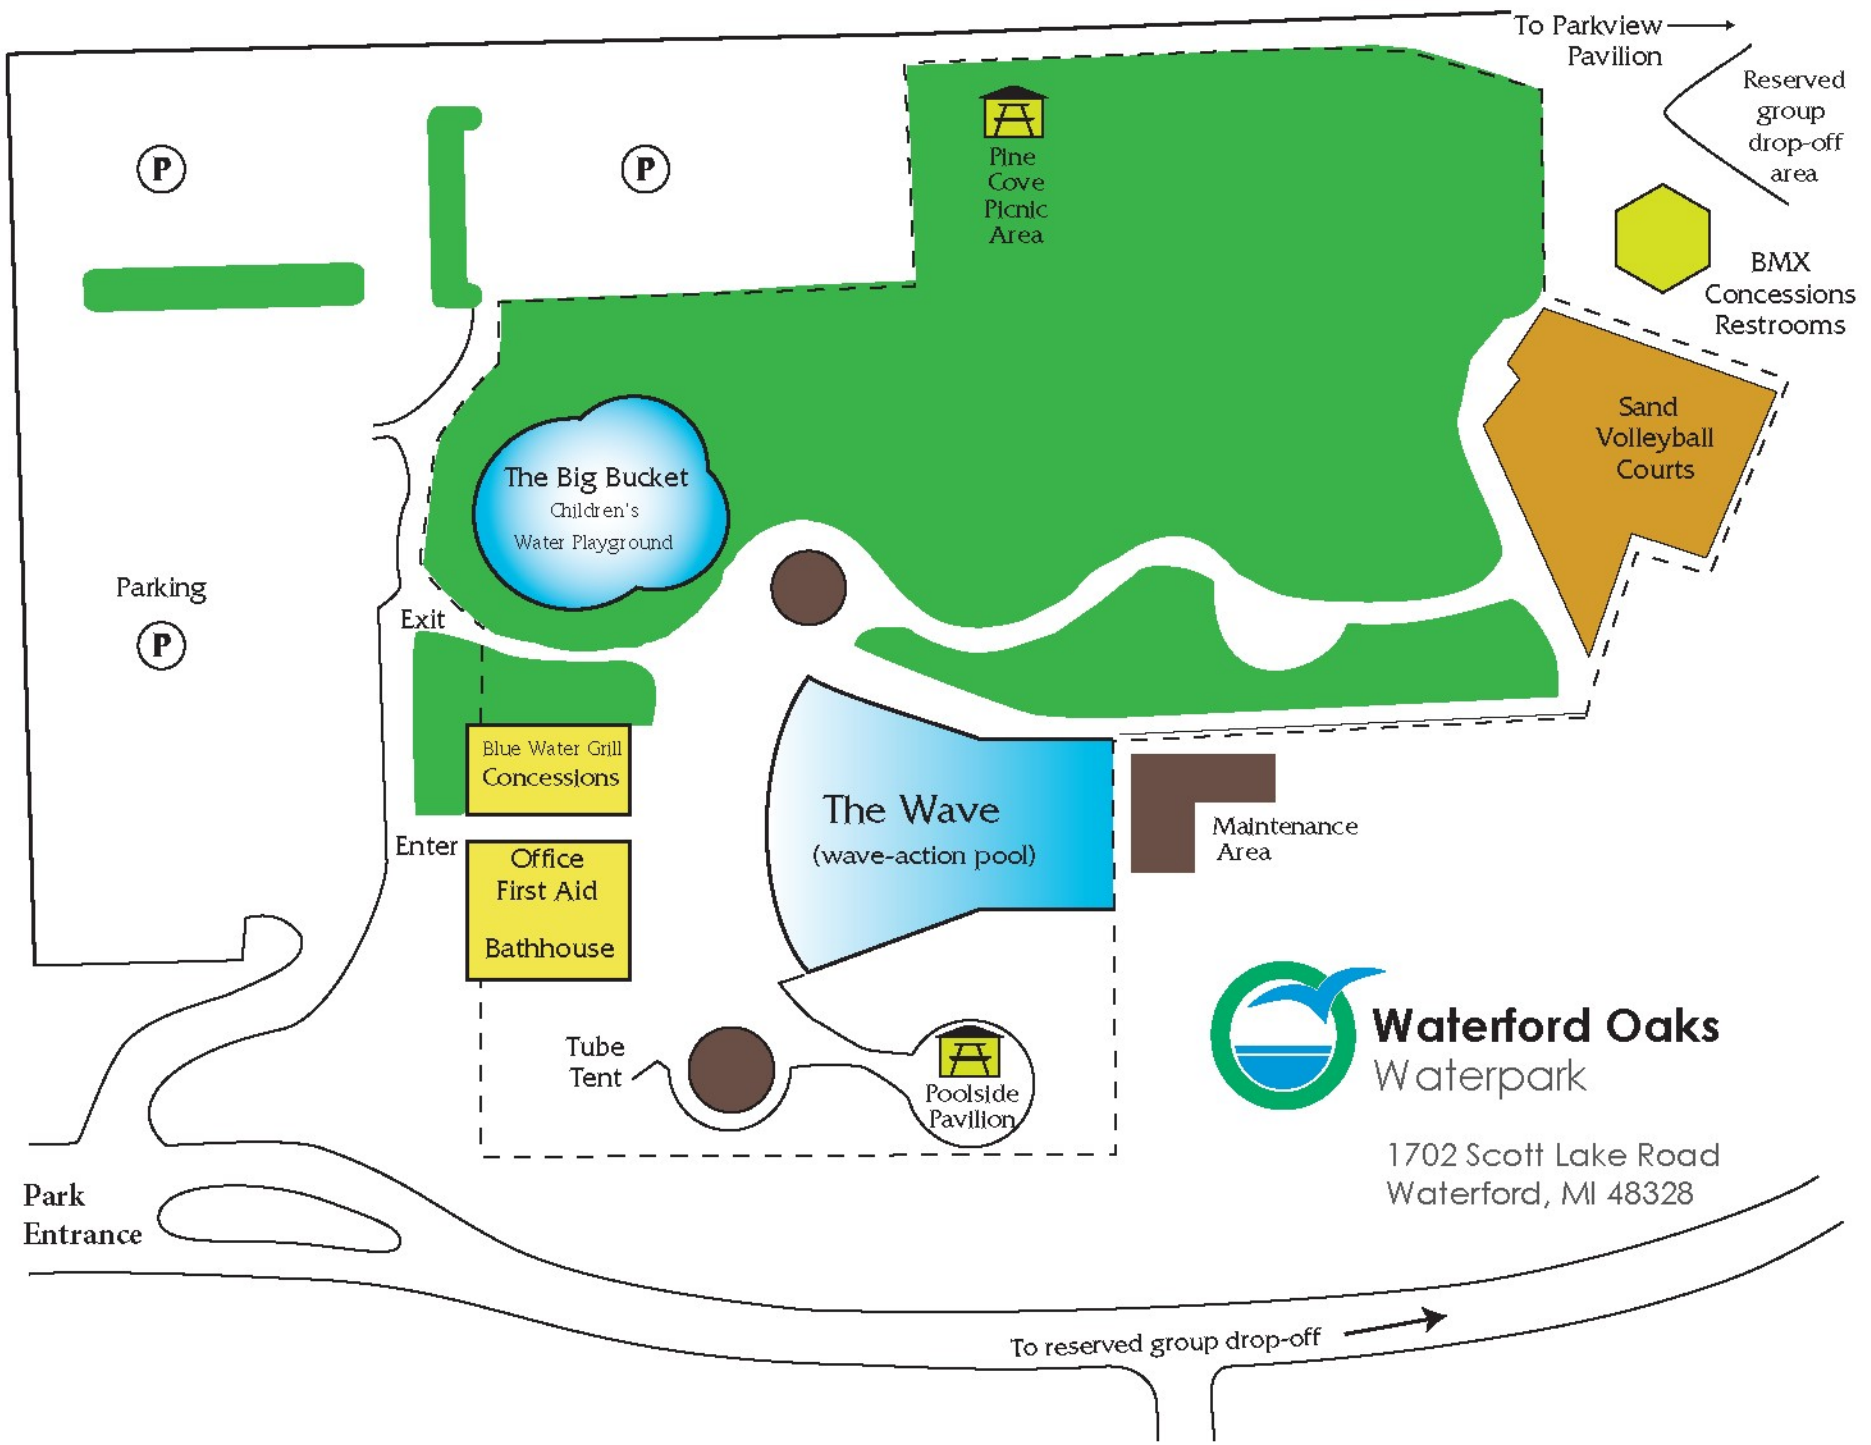 To Parkview
Pavilion
Reserved
group
drop-off
area
P
P
Pine
Cove
Picnic
Area
BMX
Concessions
Restrooms
Sand
Volleyball
Courts
The Big Bucket
Children's
Water Playground
Parking
P
Exit
Blue Water Grill
Concessions
Enter
Office
First Aid
Bathhouse
The Wave
(wave-action pool)
Maintenance
Area
Tube
Tent
Poolside
Pavilion
Waterford Oaks
Waterpark
1702 Scott Lake Road
Waterford, MI 48328
Park
Entrance
To reserved group drop-off